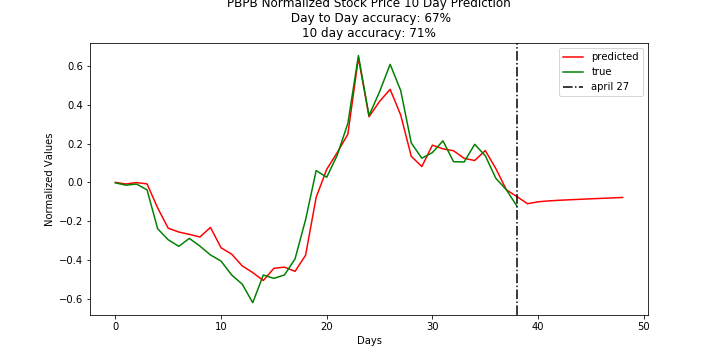 PBPB Normalized Stock Price 10 Day Prediction
Day to Day accuracy: 67%
10 day accuracy: 71%
predicted
true
april 27
Normalized Values
0.6
0.4
0.2
0.0
−0.2
−0.4
−0.6
0 10 20 30 40 50
Days